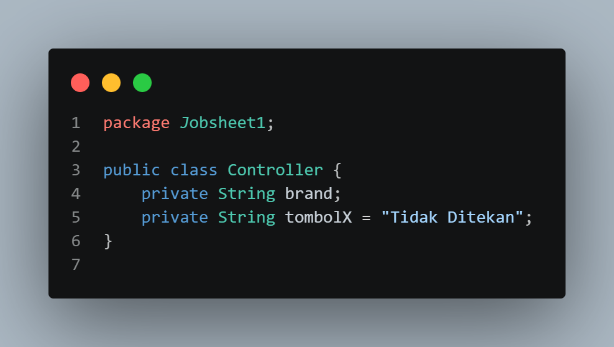 1 package Jobsheet1;
2
3 public class Controller {
4     private String brand;
5     private String tombolX = "Tidak Ditekan";
6 }
7